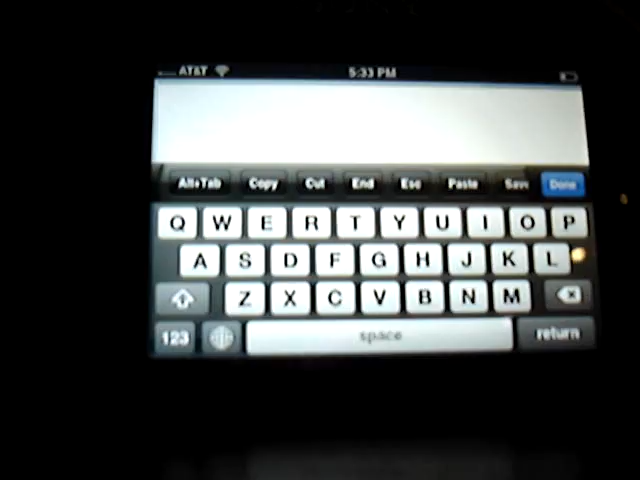 AT&T 5:33 PM
Alt+Tab Copy Cut End Esc Paste Save Done
Q W E R T Y U I O P
A S D F G H J K L
Z X C V B N M
123 space return